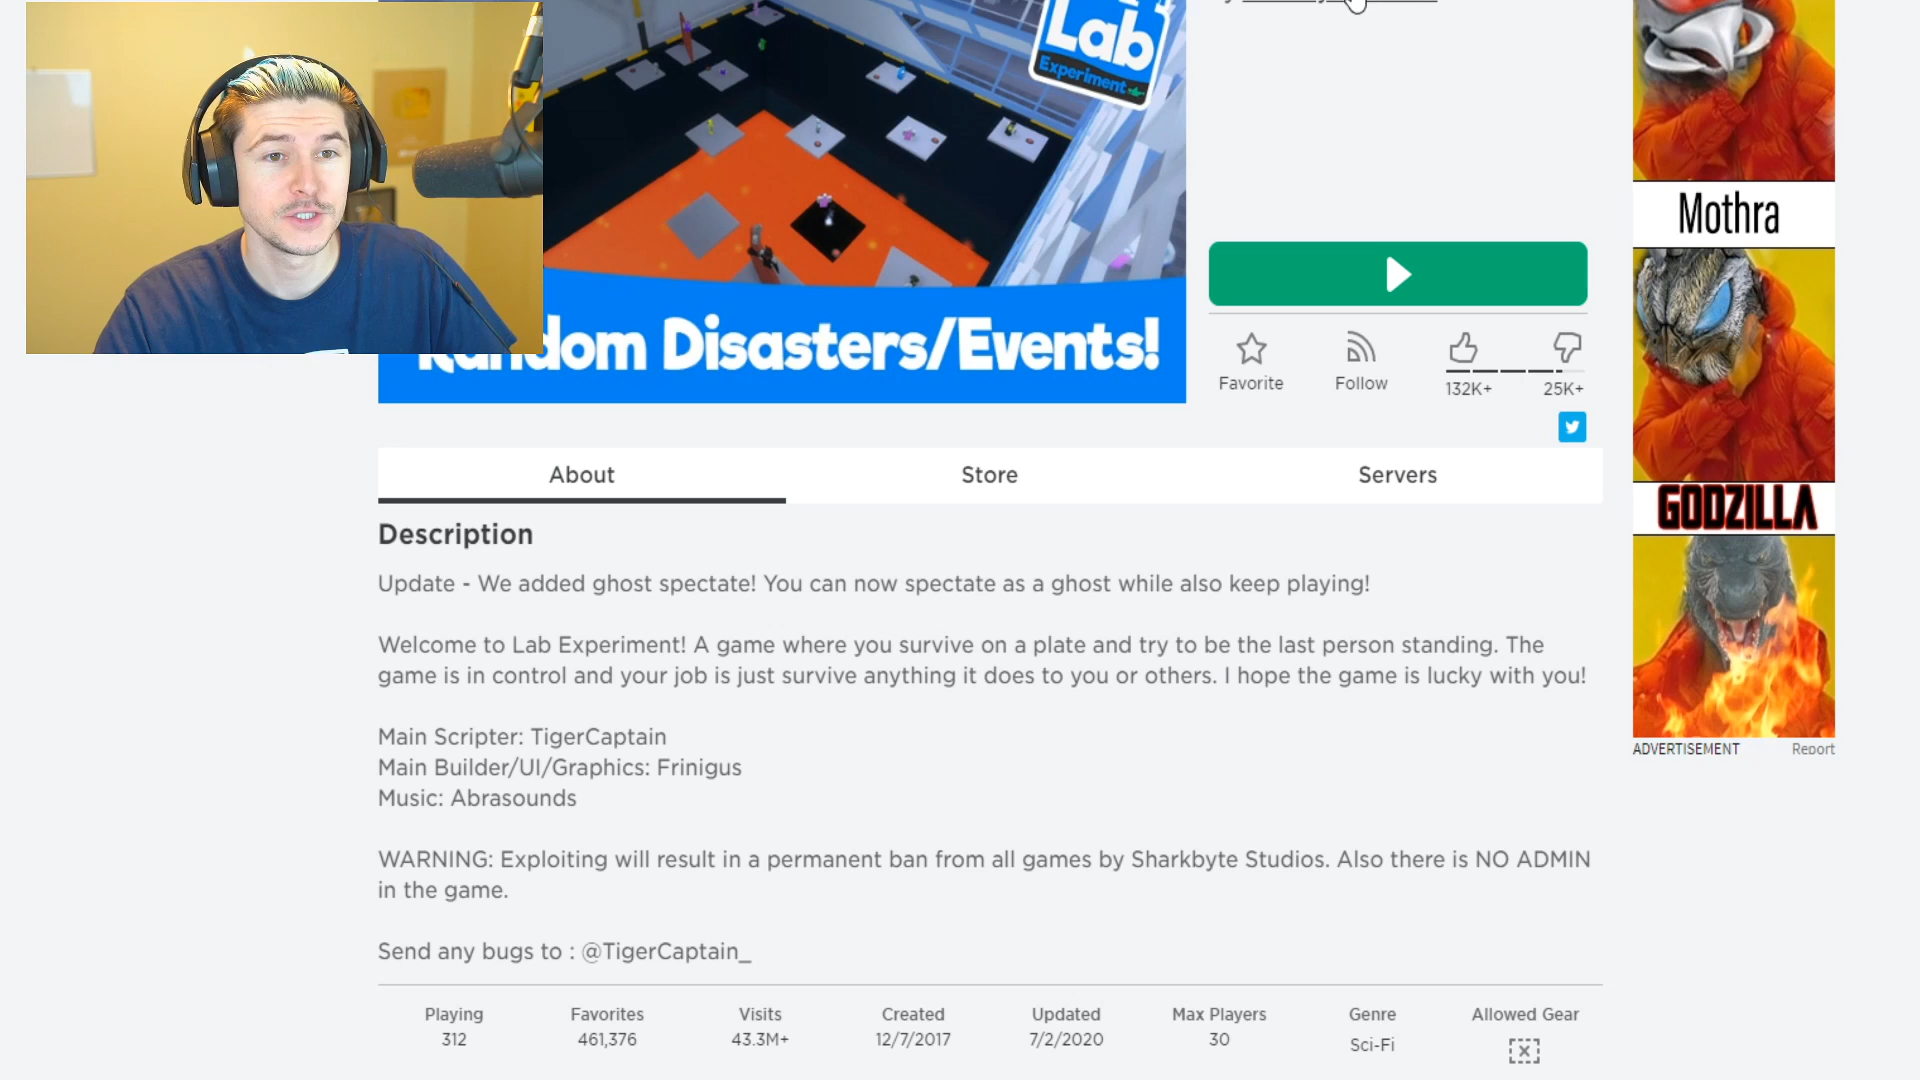 Lab
Experiment
Random Disasters/Events!
Favorite
Follow
132K+
25K+
Mothra
GODZILLA
ADVERTISEMENT
Report
About
Store
Servers
Description
Update - We added ghost spectate! You can now spectate as a ghost while also keep playing!
Welcome to Lab Experiment! A game where you survive on a plate and try to be the last person standing. The
game is in control and your job is just survive anything it does to you or others. I hope the game is lucky with you!
Main Scripter: TigerCaptain
Main Builder/UI/Graphics: Frinigus
Music: Abrasounds
WARNING: Exploiting will result in a permanent ban from all games by Sharkbyte Studios. Also there is NO ADMIN
in the game.
Send any bugs to : @TigerCaptain_
Playing
312
Favorites
461,376
Visits
43.3M+
Created
12/7/2017
Updated
7/2/2020
Max Players
30
Genre
Sci-Fi
Allowed Gear